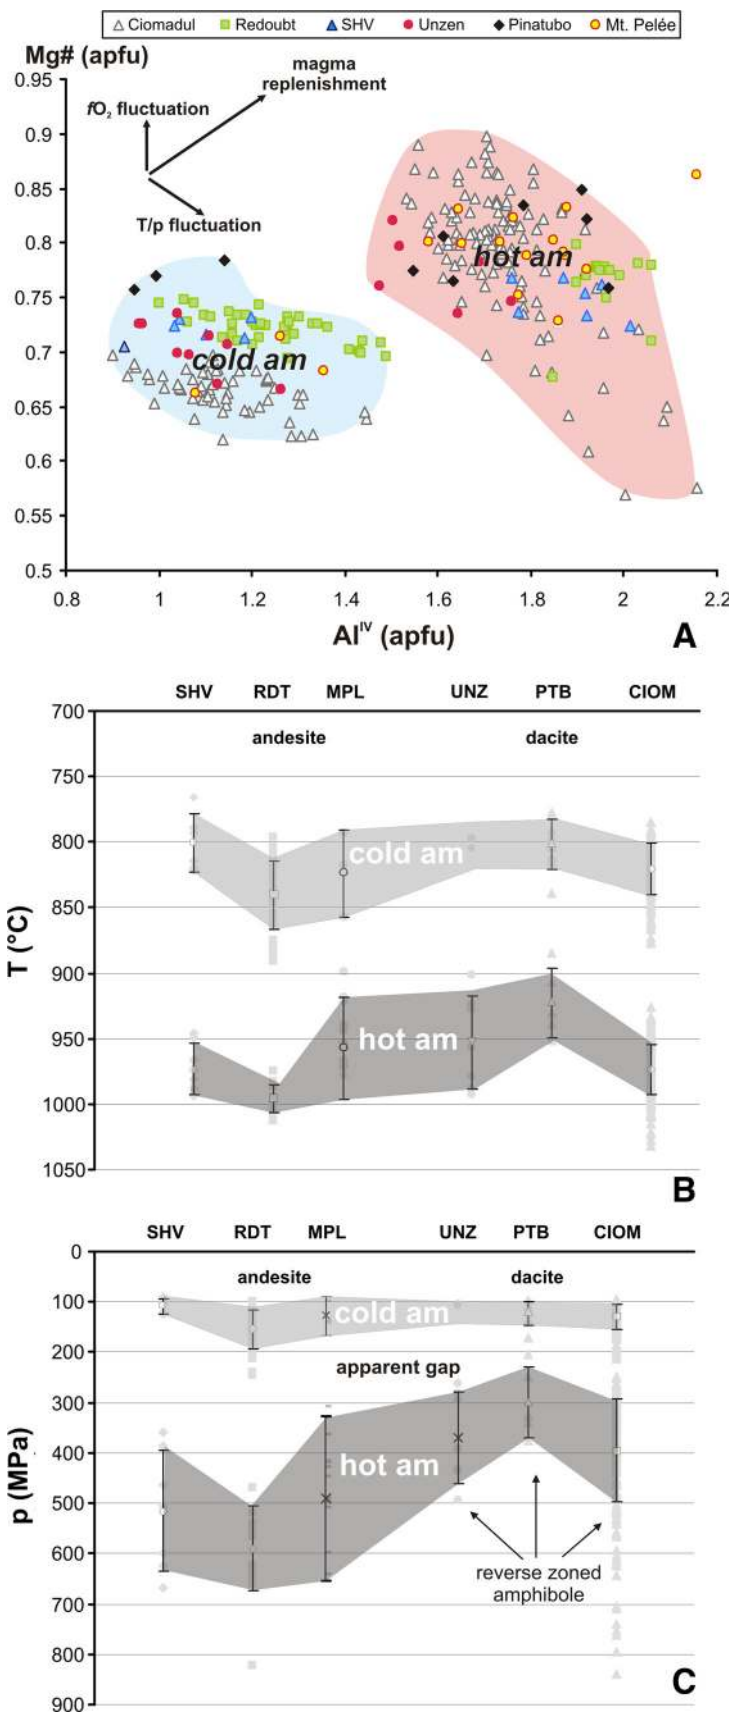 Ciomadul Redoubt SHV Unzen Pinatubo Mt. Pelée
Mg# (apfu)
0.95
magma
replenishment
fO2 fluctuation
0.9
0.85
T/p fluctuation
0.8
hot am
0.75
0.7
cold am
0.65
0.6
0.55
0.5
0.8 1 1.2 1.4 1.6 1.8 2 2.2
Al^IV (apfu)
A
SHV RDT MPL UNZ PTB CIOM
700
andesite dacite
750
800
cold am
850
T (°C)
900
hot am
950
1000
1050
B
SHV RDT MPL UNZ PTB CIOM
0
andesite dacite
100
cold am
200
apparent gap
300
400
hot am
p (MPa)
500
600
reverse zoned
amphibole
700
800
900
C